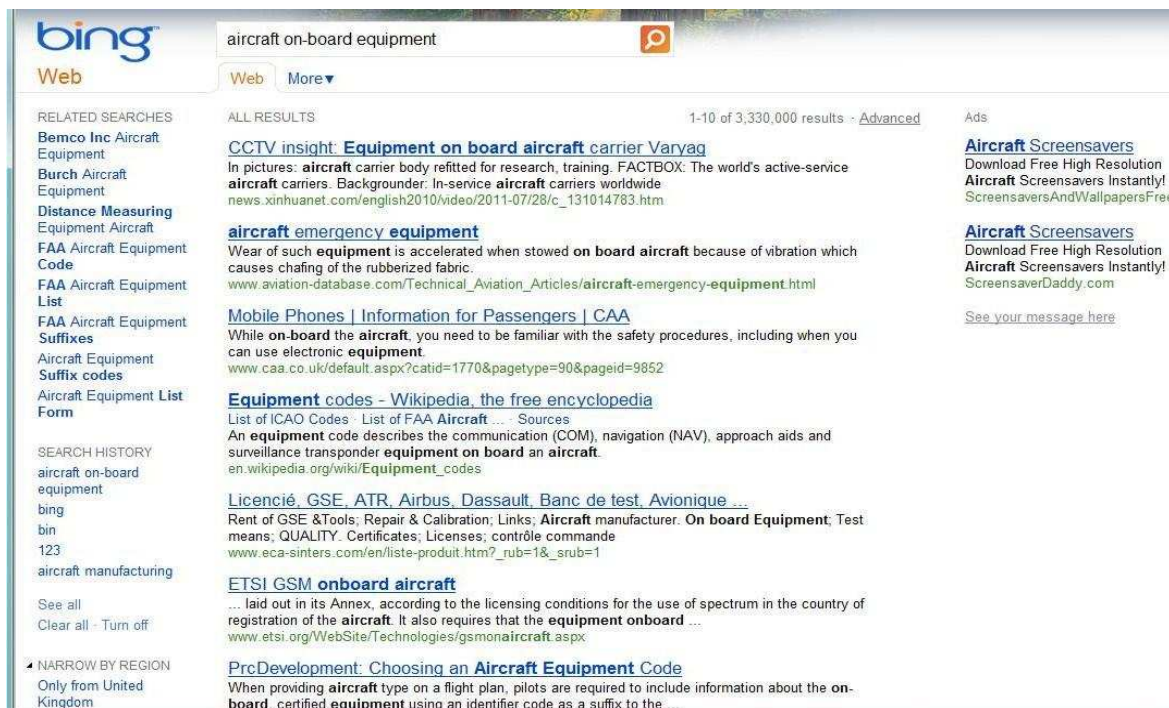 bing
aircraft on-board equipment
Web
Web More▾
RELATED SEARCHES
Bemco Inc Aircraft
Equipment
Burch Aircraft
Equipment
Distance Measuring
Equipment Aircraft
FAA Aircraft Equipment
Code
FAA Aircraft Equipment
List
FAA Aircraft Equipment
Suffixes
Aircraft Equipment
Suffix codes
Aircraft Equipment List
Form
SEARCH HISTORY
aircraft on-board
equipment
bing
bin
123
aircraft manufacturing
See all
Clear all · Turn off
NARROW BY REGION
Only from United
Kingdom
ALL RESULTS
1-10 of 3,330,000 results · Advanced
CCTV insight: Equipment on board aircraft carrier Varyag
In pictures: aircraft carrier body refitted for research, training. FACTBOX: The world's active-service
aircraft carriers. Backgrounder: In-service aircraft carriers worldwide
news.xinhuanet.com/english2010/video/2011-07/28/c_131014783.htm
aircraft emergency equipment
Wear of such equipment is accelerated when stowed on board aircraft because of vibration which
causes chafing of the rubberized fabric.
www.aviation-database.com/Technical_Aviation_Articles/aircraft-emergency-equipment.html
Mobile Phones | Information for Passengers | CAA
While on-board the aircraft, you need to be familiar with the safety procedures, including when you
can use electronic equipment.
www.caa.co.uk/default.aspx?catid=1770&pagetype=90&pageid=9852
Equipment codes - Wikipedia, the free encyclopedia
List of ICAO Codes · List of FAA Aircraft ... · Sources
An equipment code describes the communication (COM), navigation (NAV), approach aids and
surveillance transponder equipment on board an aircraft.
en.wikipedia.org/wiki/Equipment_codes
Licencié, GSE, ATR, Airbus, Dassault, Banc de test, Avionique ...
Rent of GSE &Tools; Repair & Calibration; Links; Aircraft manufacturer. On board Equipment; Test
means; QUALITY. Certificates; Licenses; contrôle commande
www.eca-sinters.com/en/liste-produit.htm?_rub=1&_srub=1
ETSI GSM onboard aircraft
... laid out in its Annex, according to the licensing conditions for the use of spectrum in the country of
registration of the aircraft. It also requires that the equipment onboard ...
www.etsi.org/WebSite/Technologies/gsmonaircraft.aspx
PrcDevelopment: Choosing an Aircraft Equipment Code
When providing aircraft type on a flight plan, pilots are required to include information about the on-
board, certified equipment using an identifier code as a suffix to the ...
Ads
Aircraft Screensavers
Download Free High Resolution
Aircraft Screensavers Instantly!
ScreensaversAndWallpapersFree
Aircraft Screensavers
Download Free High Resolution
Aircraft Screensavers Instantly!
ScreensaverDaddy.com
See your message here